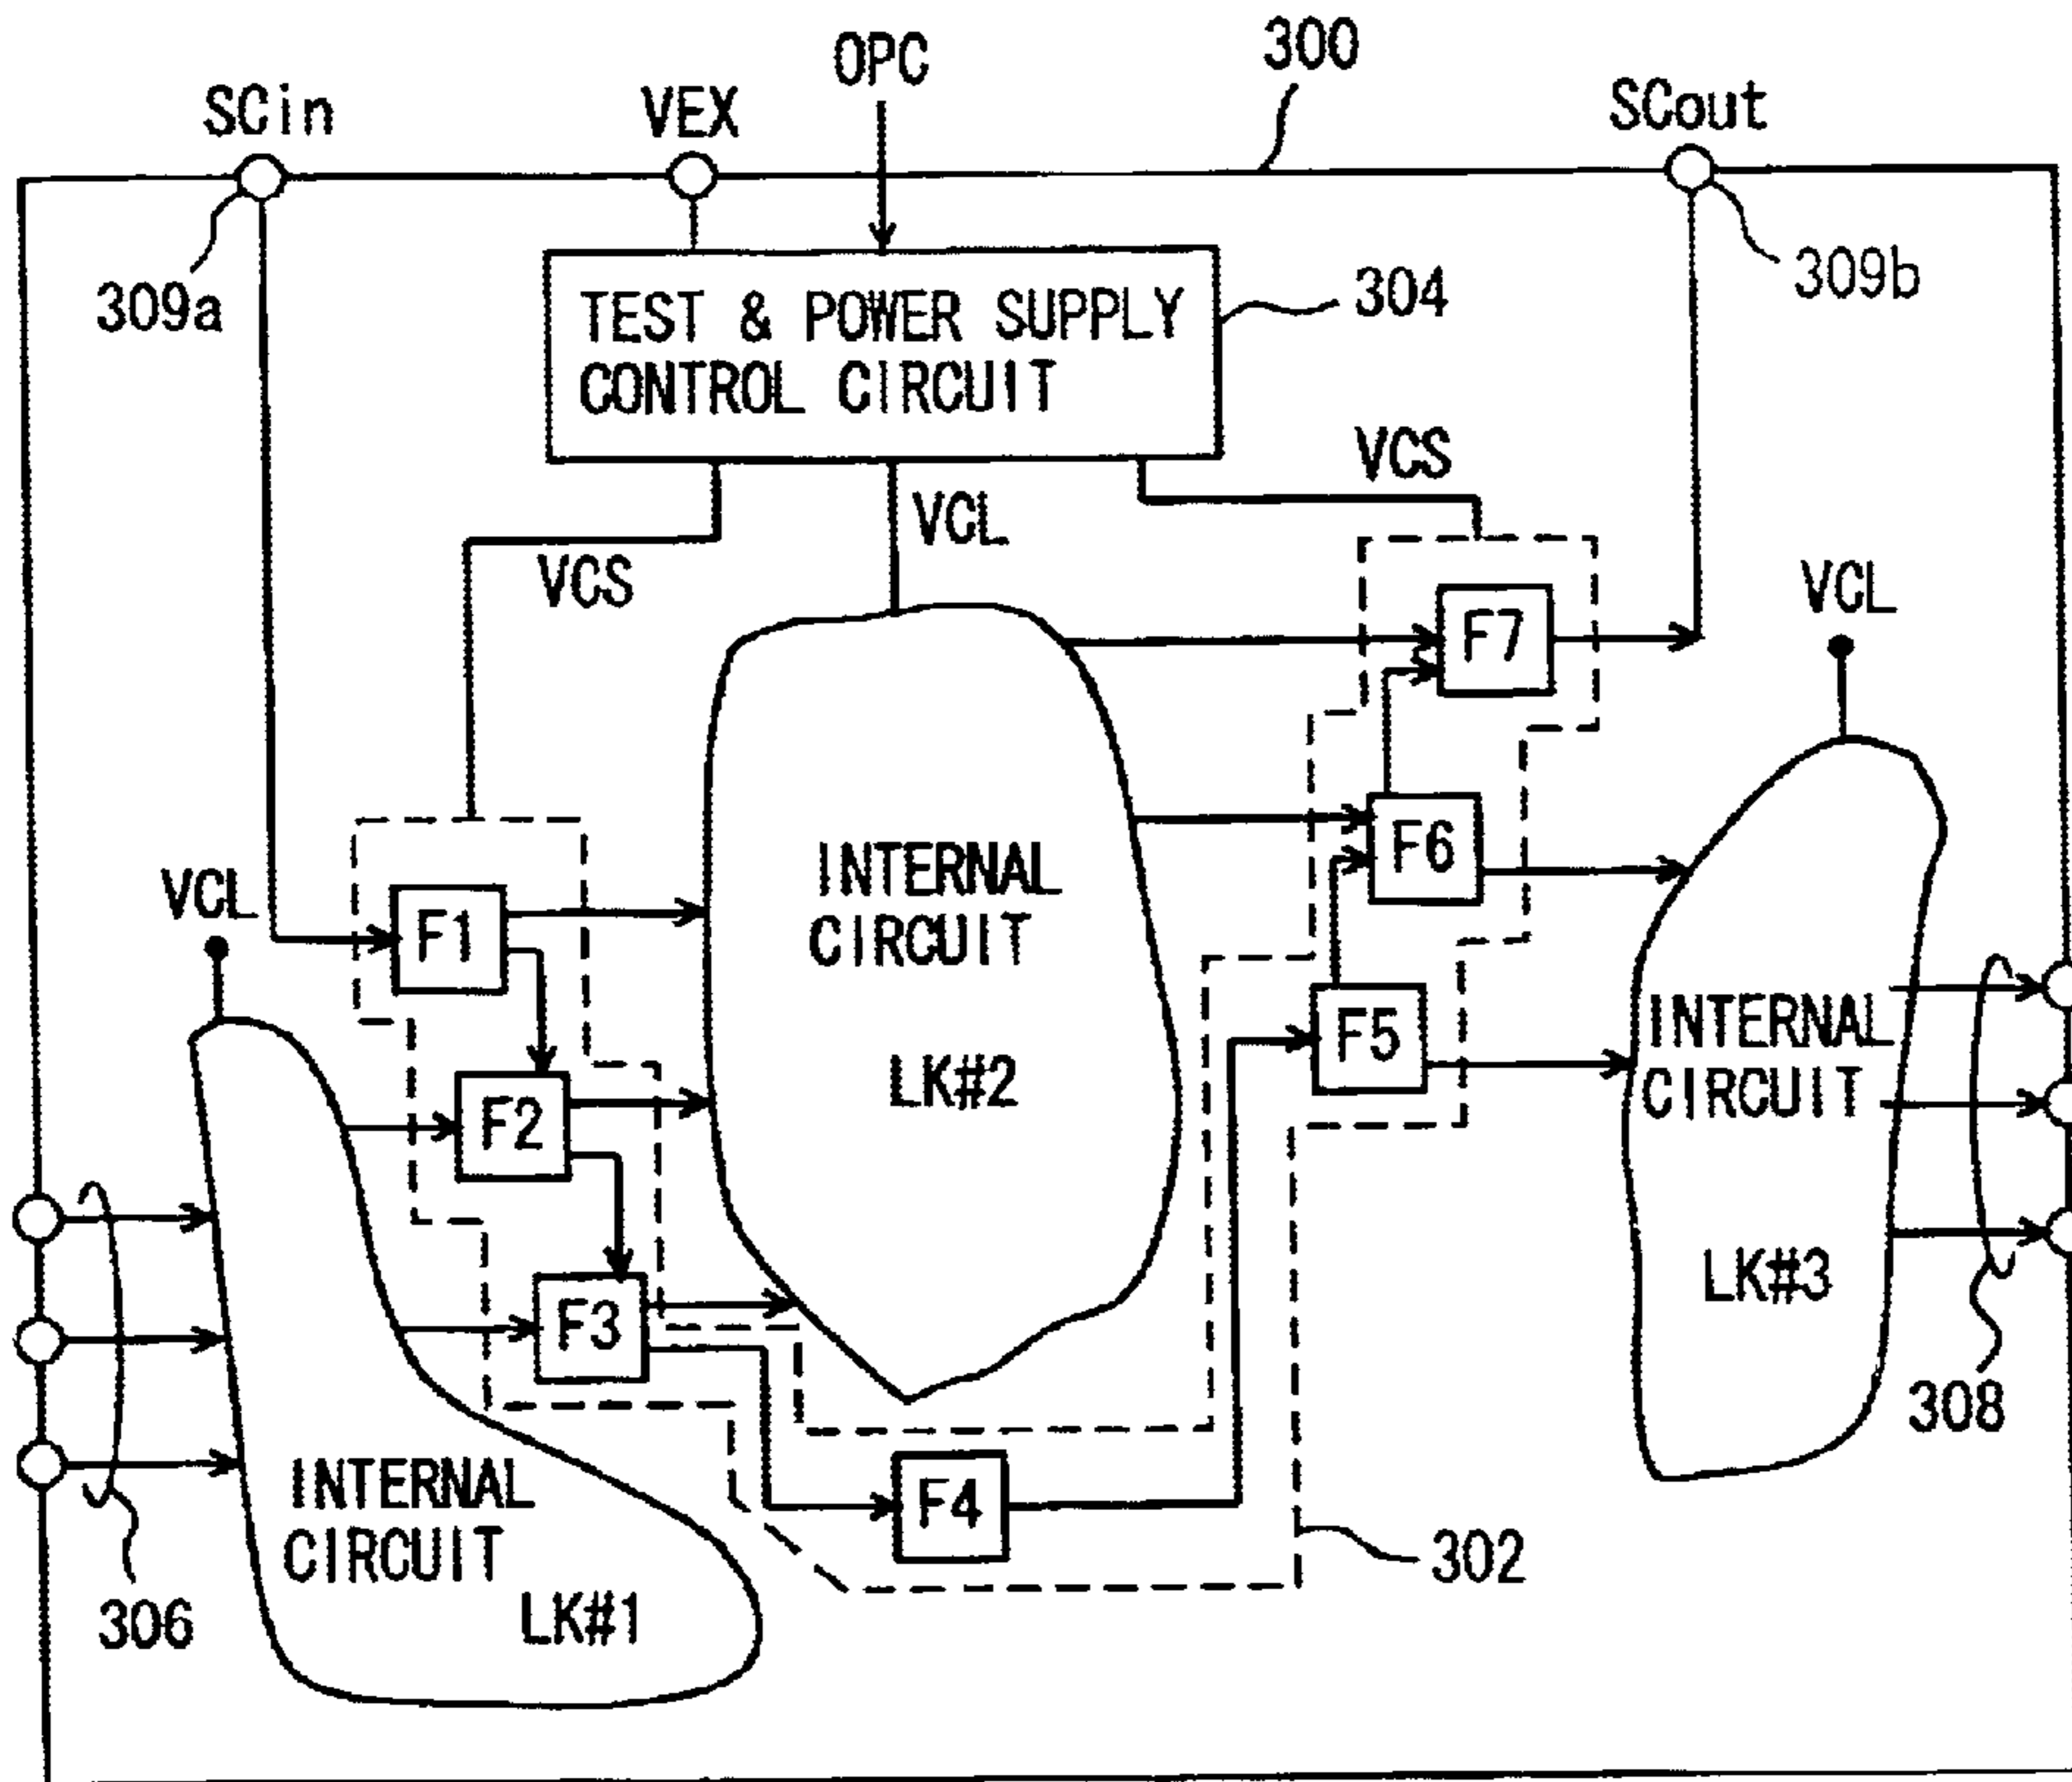 OPC
300
SCin
VEX
SCout
309a
309b
TEST & POWER SUPPLY
CONTROL CIRCUIT
304
VCS
VCL
VCS
VCL
F7
VCL
INTERNAL
CIRCUIT
LK#2
F6
F1
F5
INTERNAL
CIRCUIT
LK#3
F2
F3
308
F4
INTERNAL
CIRCUIT
LK#1
302
306